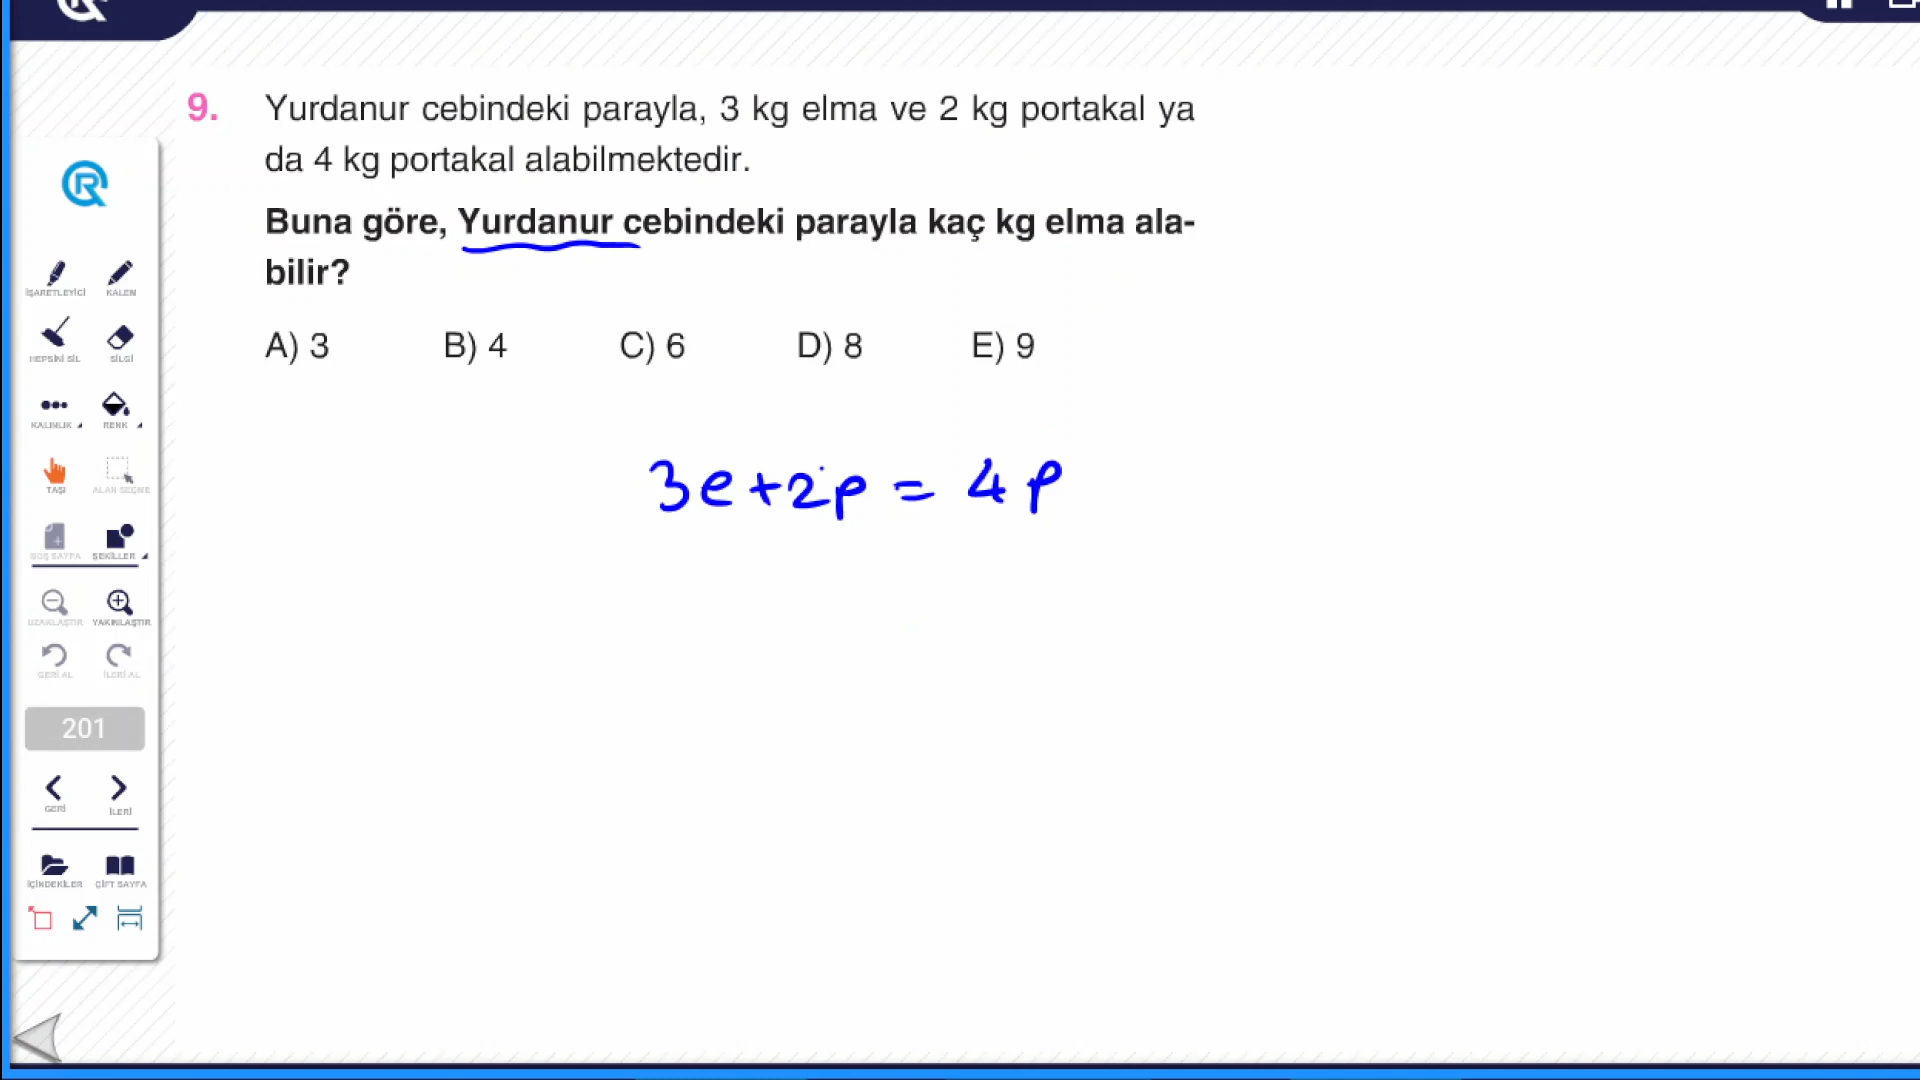 9. Yurdanur cebindeki parayla, 3 kg elma ve 2 kg portakal ya
da 4 kg portakal alabilmektedir.
Buna göre, Yurdanur cebindeki parayla kaç kg elma ala-
bilir?
A) 3 B) 4 C) 6 D) 8 E) 9
3e+2p = 4p
R
İŞARETLEYİCİ KALEM
HEPSİNİ SİL SİLGİ
KALINLIK RENK
TAŞI ALAN SEÇME
BOŞ SAYFA ŞEKİLLER
UZAKLAŞTIR YAKINLAŞTIR
GERİ AL İLERİ AL
201
GERİ İLERİ
İÇİNDEKİLER ÇİFT SAYFA